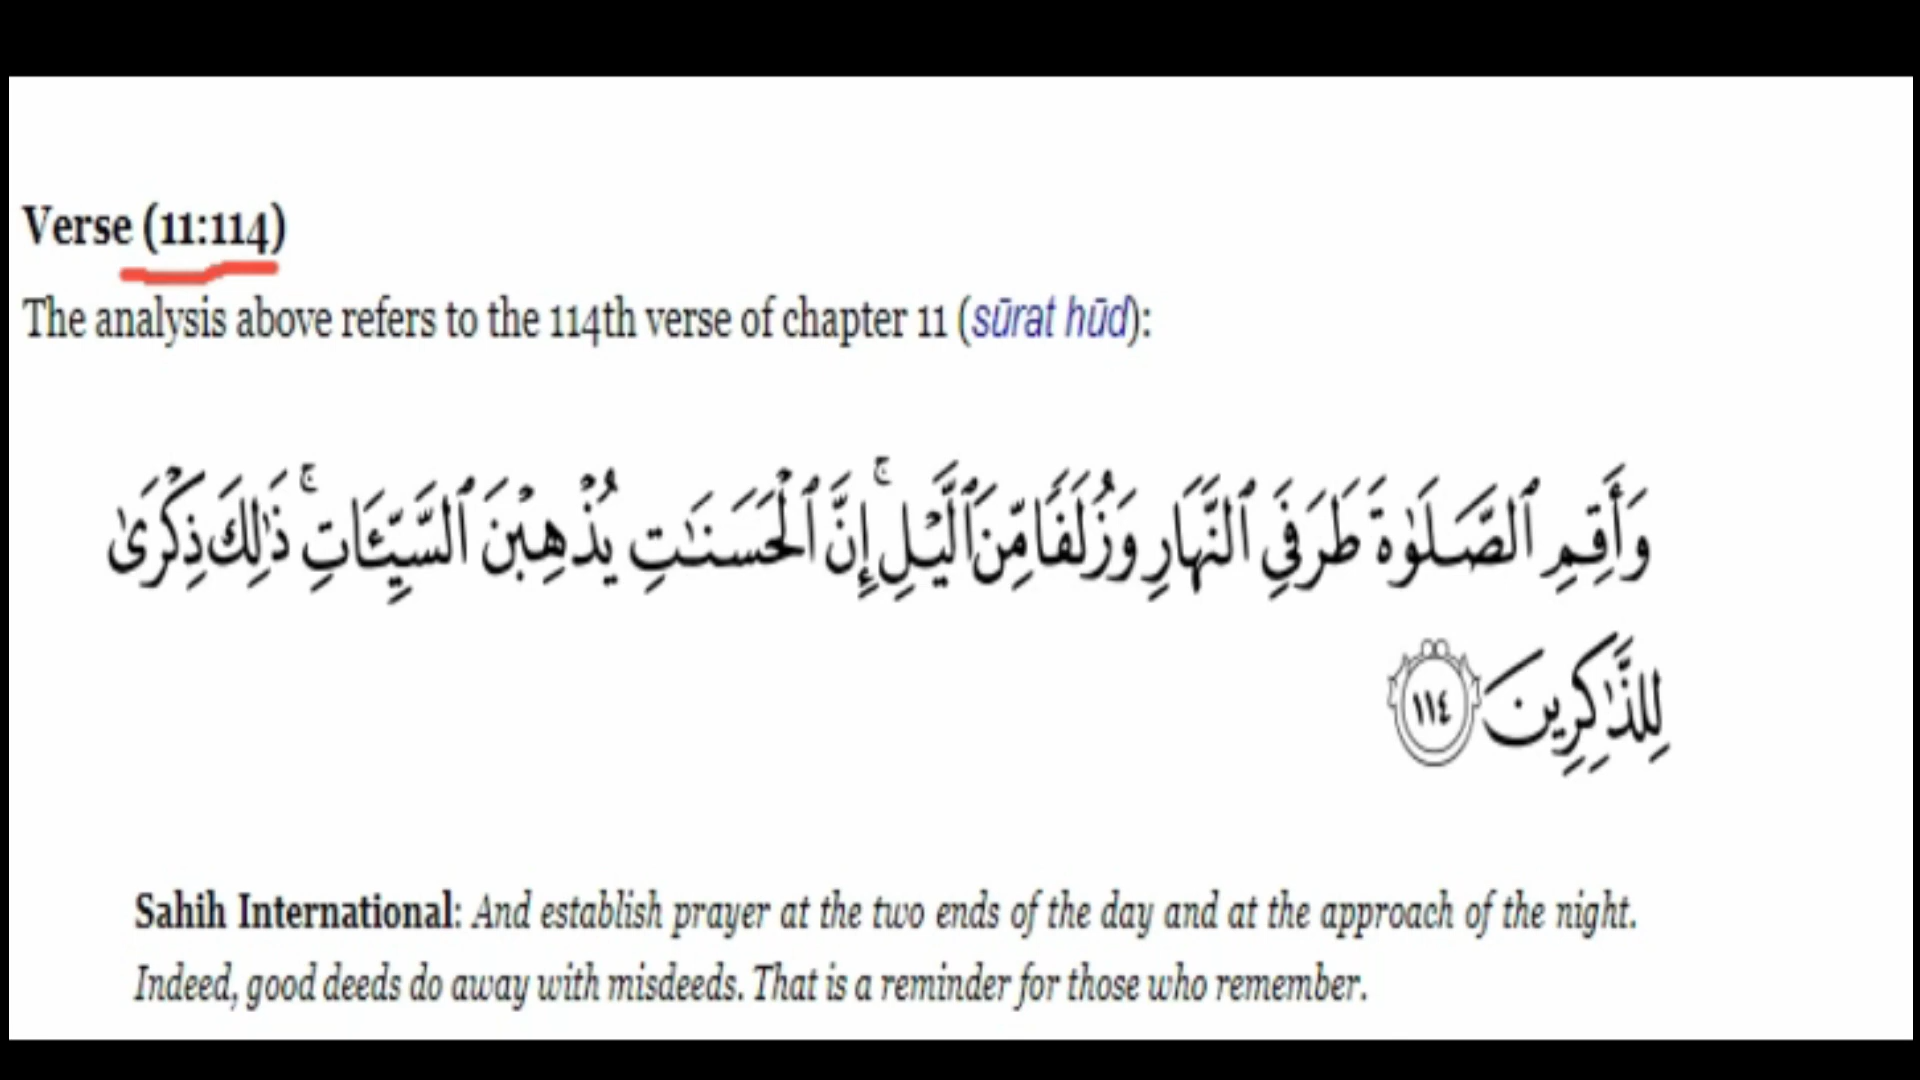 Verse (11:114)
The analysis above refers to the 114th verse of chapter 11 (sūrat hūd):
وَأَقِمِ ٱلصَّلَوٰةَ طَرَفَىِ ٱلنَّهَارِ وَزُلَفًا مِّنَ ٱلَّيْلِ ۚ إِنَّ ٱلْحَسَنَـٰتِ يُذْهِبْنَ ٱلسَّيِّـَٔاتِ ۚ ذَٰلِكَ ذِكْرَىٰ
لِلذَّٰكِرِينَ ١١٤
Sahih International: And establish prayer at the two ends of the day and at the approach of the night.
Indeed, good deeds do away with misdeeds. That is a reminder for those who remember.